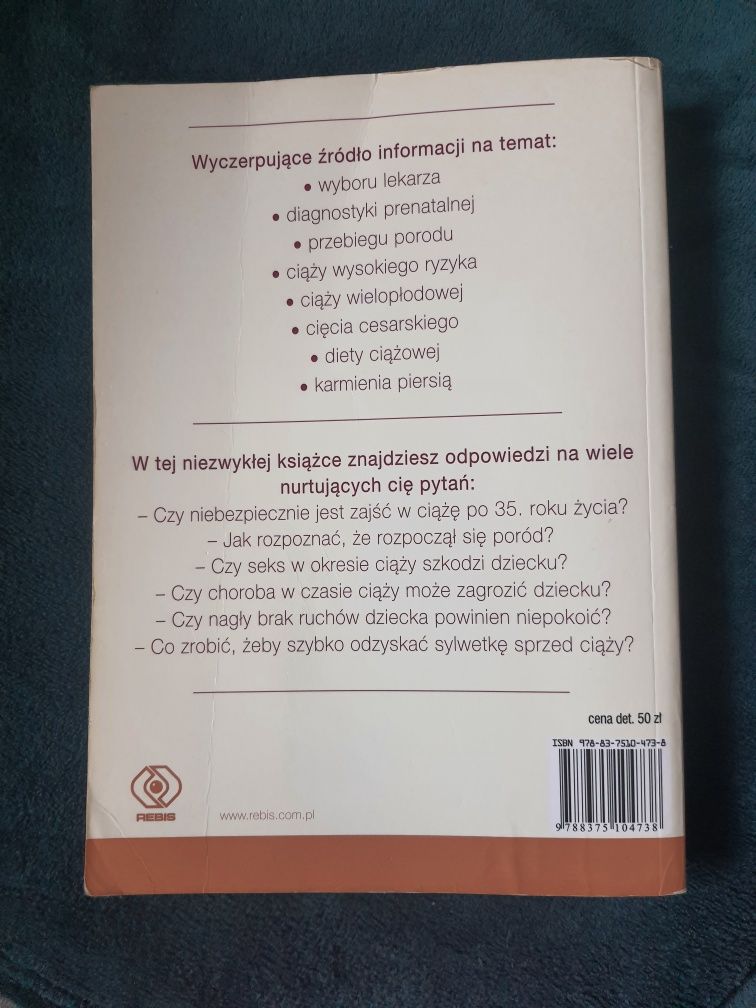 Wyczerpujące źródło informacji na temat:
• wyboru lekarza
• diagnostyki prenatalnej
• przebiegu porodu
• ciąży wysokiego ryzyka
• ciąży wielopłodowej
• cięcia cesarskiego
• diety ciążowej
• karmienia piersią
W tej niezwykłej książce znajdziesz odpowiedzi na wiele
nurtujących cię pytań:
– Czy niebezpiecznie jest zajść w ciążę po 35. roku życia?
– Jak rozpoznać, że rozpoczął się poród?
– Czy seks w okresie ciąży szkodzi dziecku?
– Czy choroba w czasie ciąży może zagrozić dziecku?
– Czy nagły brak ruchów dziecka powinien niepokoić?
– Co zrobić, żeby szybko odzyskać sylwetkę sprzed ciąży?
cena det. 50 zł
ISBN 978-83-7510-473-8
9 788375 104738
REBIS
www.rebis.com.pl